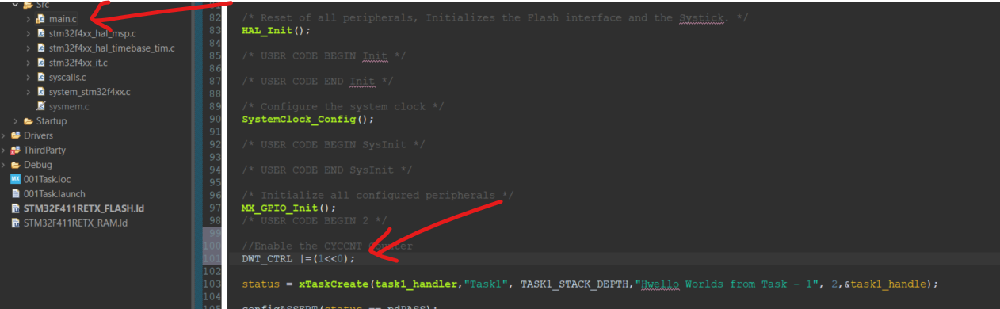 Src
main.c
stm32f4xx_hal_msp.c
stm32f4xx_hal_timebase_tim.c
stm32f4xx_it.c
syscalls.c
system_stm32f4xx.c
sysmem.c
Startup
Drivers
ThirdParty
Debug
001Task.ioc
001Task.launch
STM32F411RETX_FLASH.ld
STM32F411RETX_RAM.ld
81
82 /* Reset of all peripherals, Initializes the Flash interface and the Systick. */
83 HAL_Init();
84
85 /* USER CODE BEGIN Init */
86
87 /* USER CODE END Init */
88
89 /* Configure the system clock */
90 SystemClock_Config();
91
92 /* USER CODE BEGIN SysInit */
93
94 /* USER CODE END SysInit */
95
96 /* Initialize all configured peripherals */
97 MX_GPIO_Init();
98 /* USER CODE BEGIN 2 */
99
100 //Enable the CYCCNT Counter
101 DWT_CTRL |=(1<<0);
102
103 status = xTaskCreate(task1_handler,"Task1", TASK1_STACK_DEPTH,"Hwello Worlds from Task - 1", 2,&task1_handle);
104
105 configASSERT(status == pdPASS);